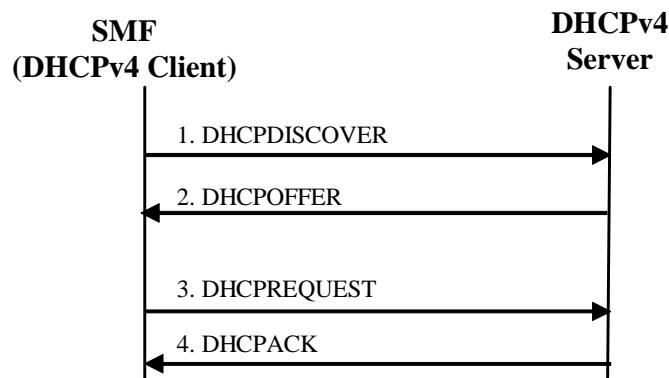 SMF
(DHCPv4 Client)
DHCPv4
Server
1. DHCPDISCOVER
2. DHCPOFFER
3. DHCPREQUEST
4. DHCPACK